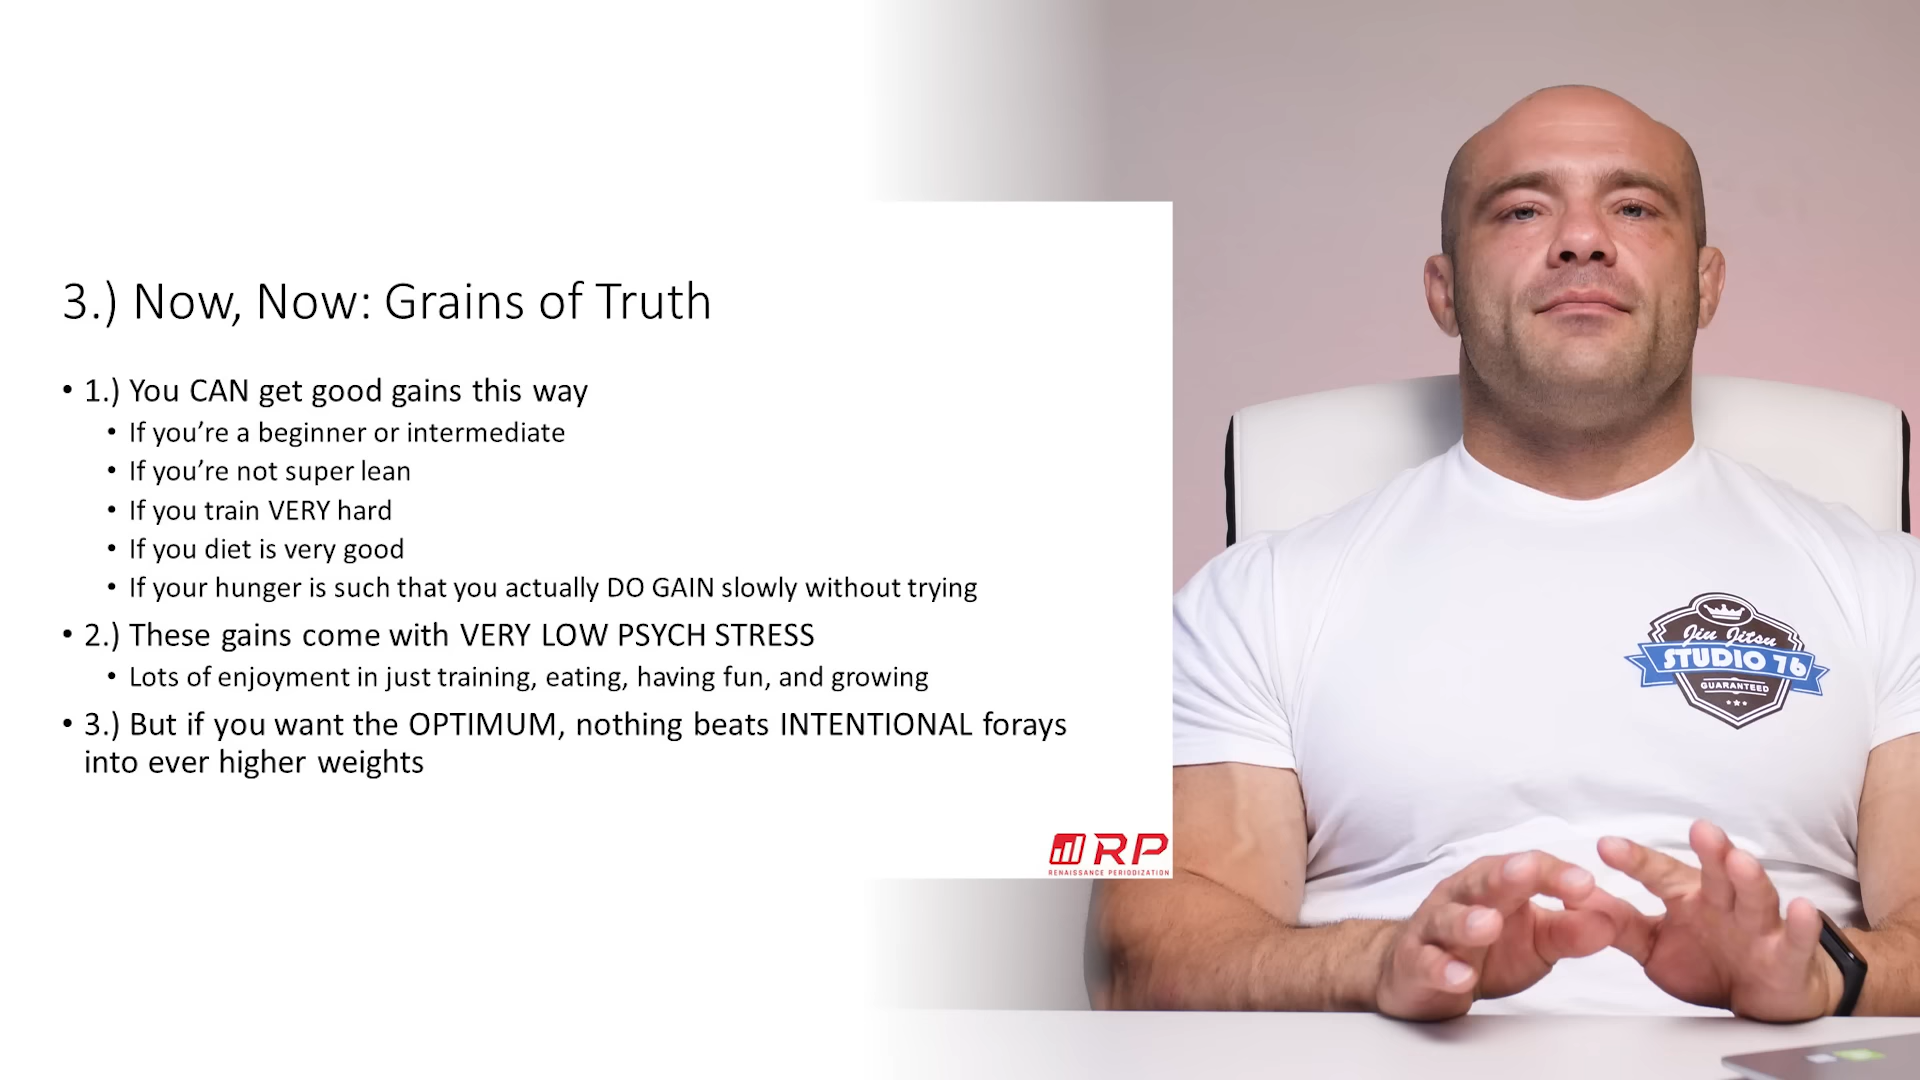 3.) Now, Now: Grains of Truth
• 1.) You CAN get good gains this way
• If you’re a beginner or intermediate
• If you’re not super lean
• If you train VERY hard
• If you diet is very good
• If your hunger is such that you actually DO GAIN slowly without trying
• 2.) These gains come with VERY LOW PSYCH STRESS
• Lots of enjoyment in just training, eating, having fun, and growing
• 3.) But if you want the OPTIMUM, nothing beats INTENTIONAL forays
into ever higher weights
RP
RENAISSANCE PERIODIZATION
Jiu Jitsu
STUDIO 76
GUARANTEED